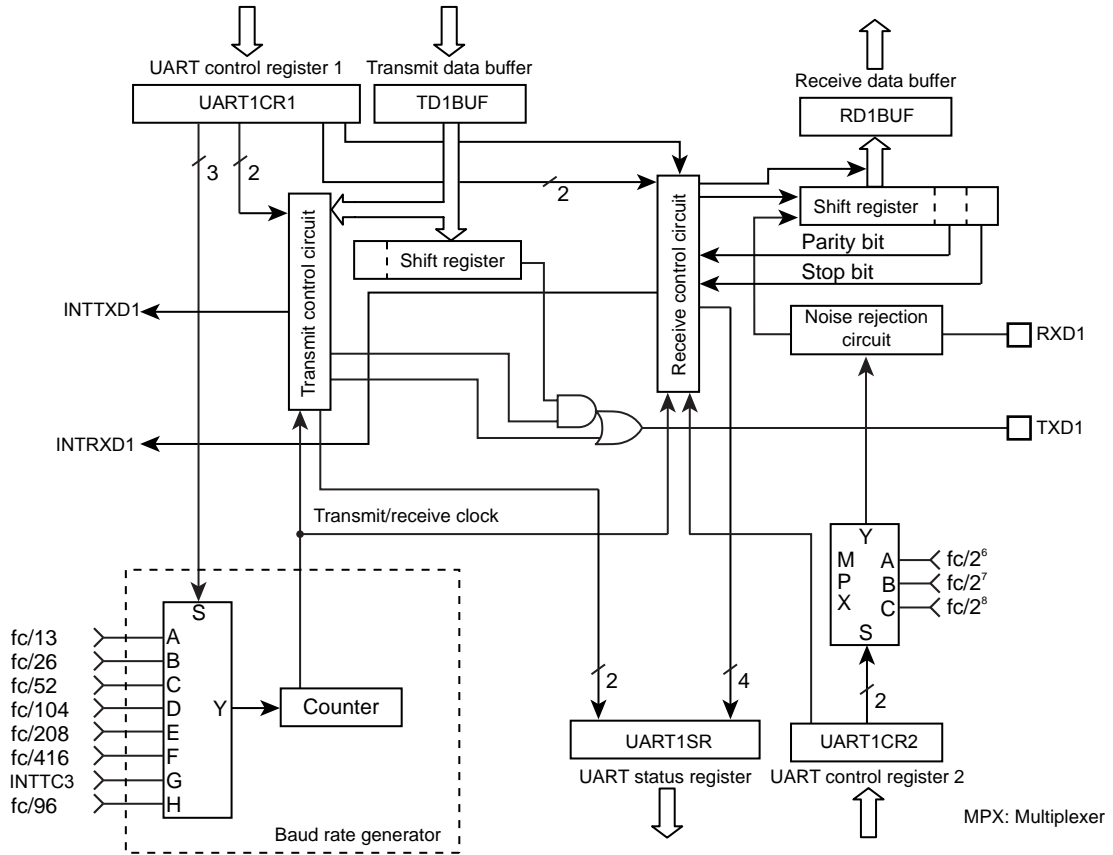 UART control register 1
Transmit data buffer
Receive data buffer
UART1CR1
TD1BUF
RD1BUF
3
2
2
Transmit control circuit
Shift register
Receive control circuit
Shift register
Parity bit
Stop bit
INTTXD1
Noise rejection
circuit
RXD1
INTRXD1
TXD1
Transmit/receive clock
Y
M
P
X
A
B
C
S
fc/2⁶
fc/2⁷
fc/2⁸
S
fc/13
A
fc/26
B
fc/52
C
fc/104
D
Y
Counter
fc/208
E
fc/416
F
INTTC3
G
fc/96
H
Baud rate generator
2
4
2
UART1SR
UART1CR2
UART status register
UART control register 2
MPX: Multiplexer